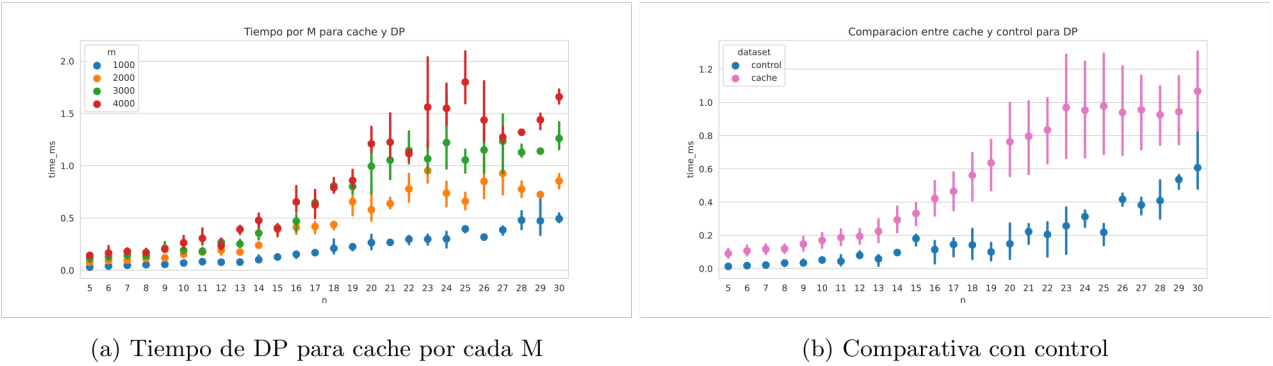 Tiempo por M para cache y DP
m
1000
2000
3000
4000
time_ms
2.0
1.5
1.0
0.5
0.0
5 6 7 8 9 10 11 12 13 14 15 16 17 18 19 20 21 22 23 24 25 26 27 28 29 30
n
(a) Tiempo de DP para cache por cada M
Comparacion entre cache y control para DP
dataset
control
cache
time_ms
1.2
1.0
0.8
0.6
0.4
0.2
0.0
5 6 7 8 9 10 11 12 13 14 15 16 17 18 19 20 21 22 23 24 25 26 27 28 29 30
n
(b) Comparativa con control